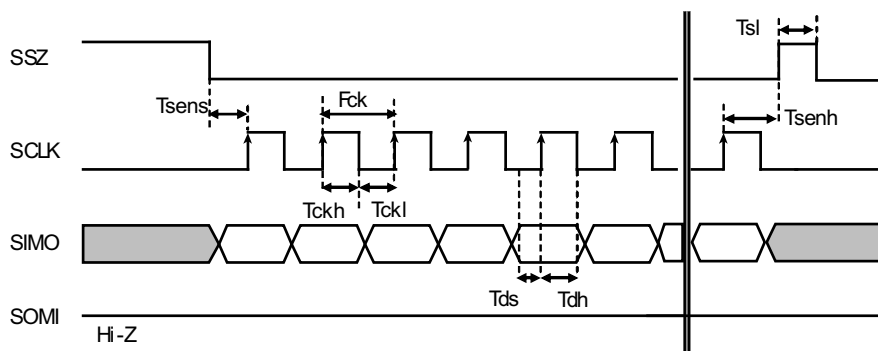 Tsl
SSZ
Tsens
Fck
Tsenh
SCLK
Tckh
Tckl
SIMO
Tds
Tdh
SOMI
Hi-Z